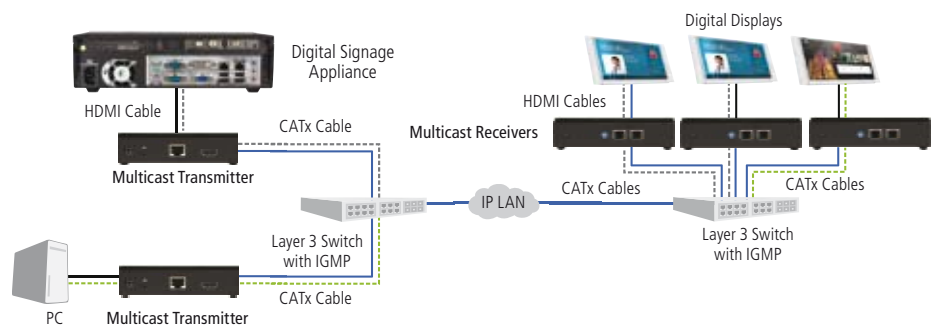 Digital Displays
Digital Signage
Appliance
HDMI Cable
HDMI Cables
CATx Cable
Multicast Receivers
Multicast Transmitter
CATx Cables
CATx Cables
IP LAN
Layer 3 Switch
with IGMP
Layer 3 Switch
with IGMP
CATx Cable
PC
Multicast Transmitter